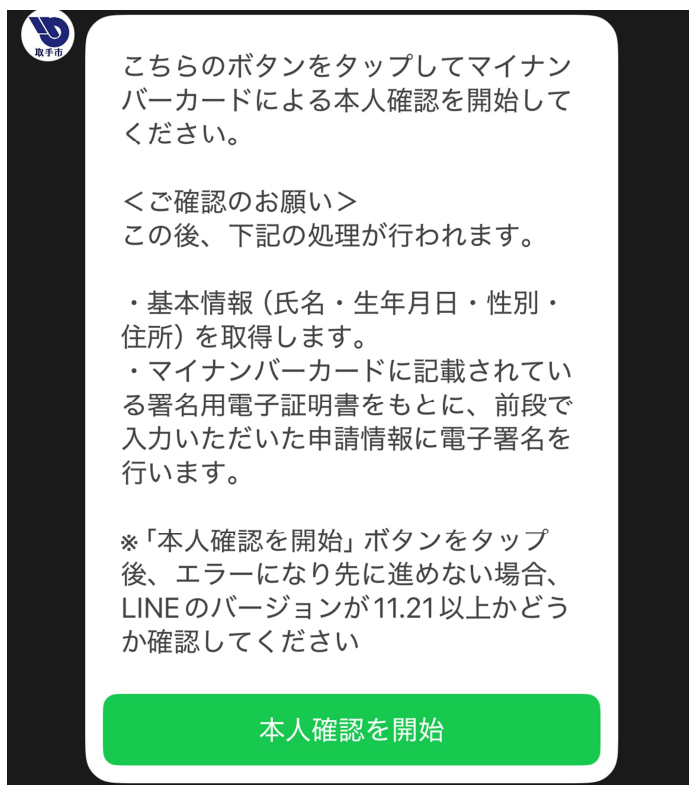 取手市
こちらのボタンをタップしてマイナン
バーカードによる本人確認を開始して
ください。
＜ご確認のお願い＞
この後、下記の処理が行われます。
・基本情報（氏名・生年月日・性別・
住所）を取得します。
・マイナンバーカードに記載されてい
る署名用電子証明書をもとに、前段で
入力いただいた申請情報に電子署名を
行います。
※「本人確認を開始」ボタンをタップ
後、エラーになり先に進めない場合、
LINEのバージョンが11.21以上かどう
か確認してください
本人確認を開始